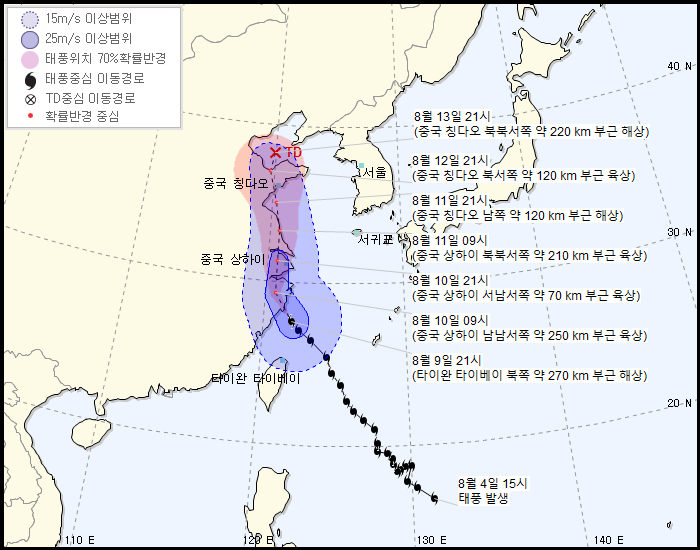 15m/s 이상범위
25m/s 이상범위
태풍위치 70%확률반경
태풍중심 이동경로
TD중심 이동경로
확률반경 중심
40 N
8월 13일 21시
(중국 칭다오 북북서쪽 약 220 km 부근 해상)
TD
8월 12일 21시
(중국 칭다오 북서쪽 약 120 km 부근 육상)
서울
중국 칭다오
8월 11일 21시
(중국 칭다오 남쪽 약 120 km 부근 해상)
30 N
서귀포
8월 11일 09시
(중국 상하이 북북쪽 약 210 km 부근 해상)
중국 상하이
8월 10일 21시
(중국 상하이 서남서쪽 약 70 km 부근 육상)
8월 10일 09시
(중국 상하이 남남서쪽 약 250 km 부근 육상)
8월 9일 21시
(타이완 타이베이 북쪽 약 270 km 부근 해상)
타이완 타이베이
20 N
8월 4일 15시
태풍 발생
110 E
120 E
130 E
140 E